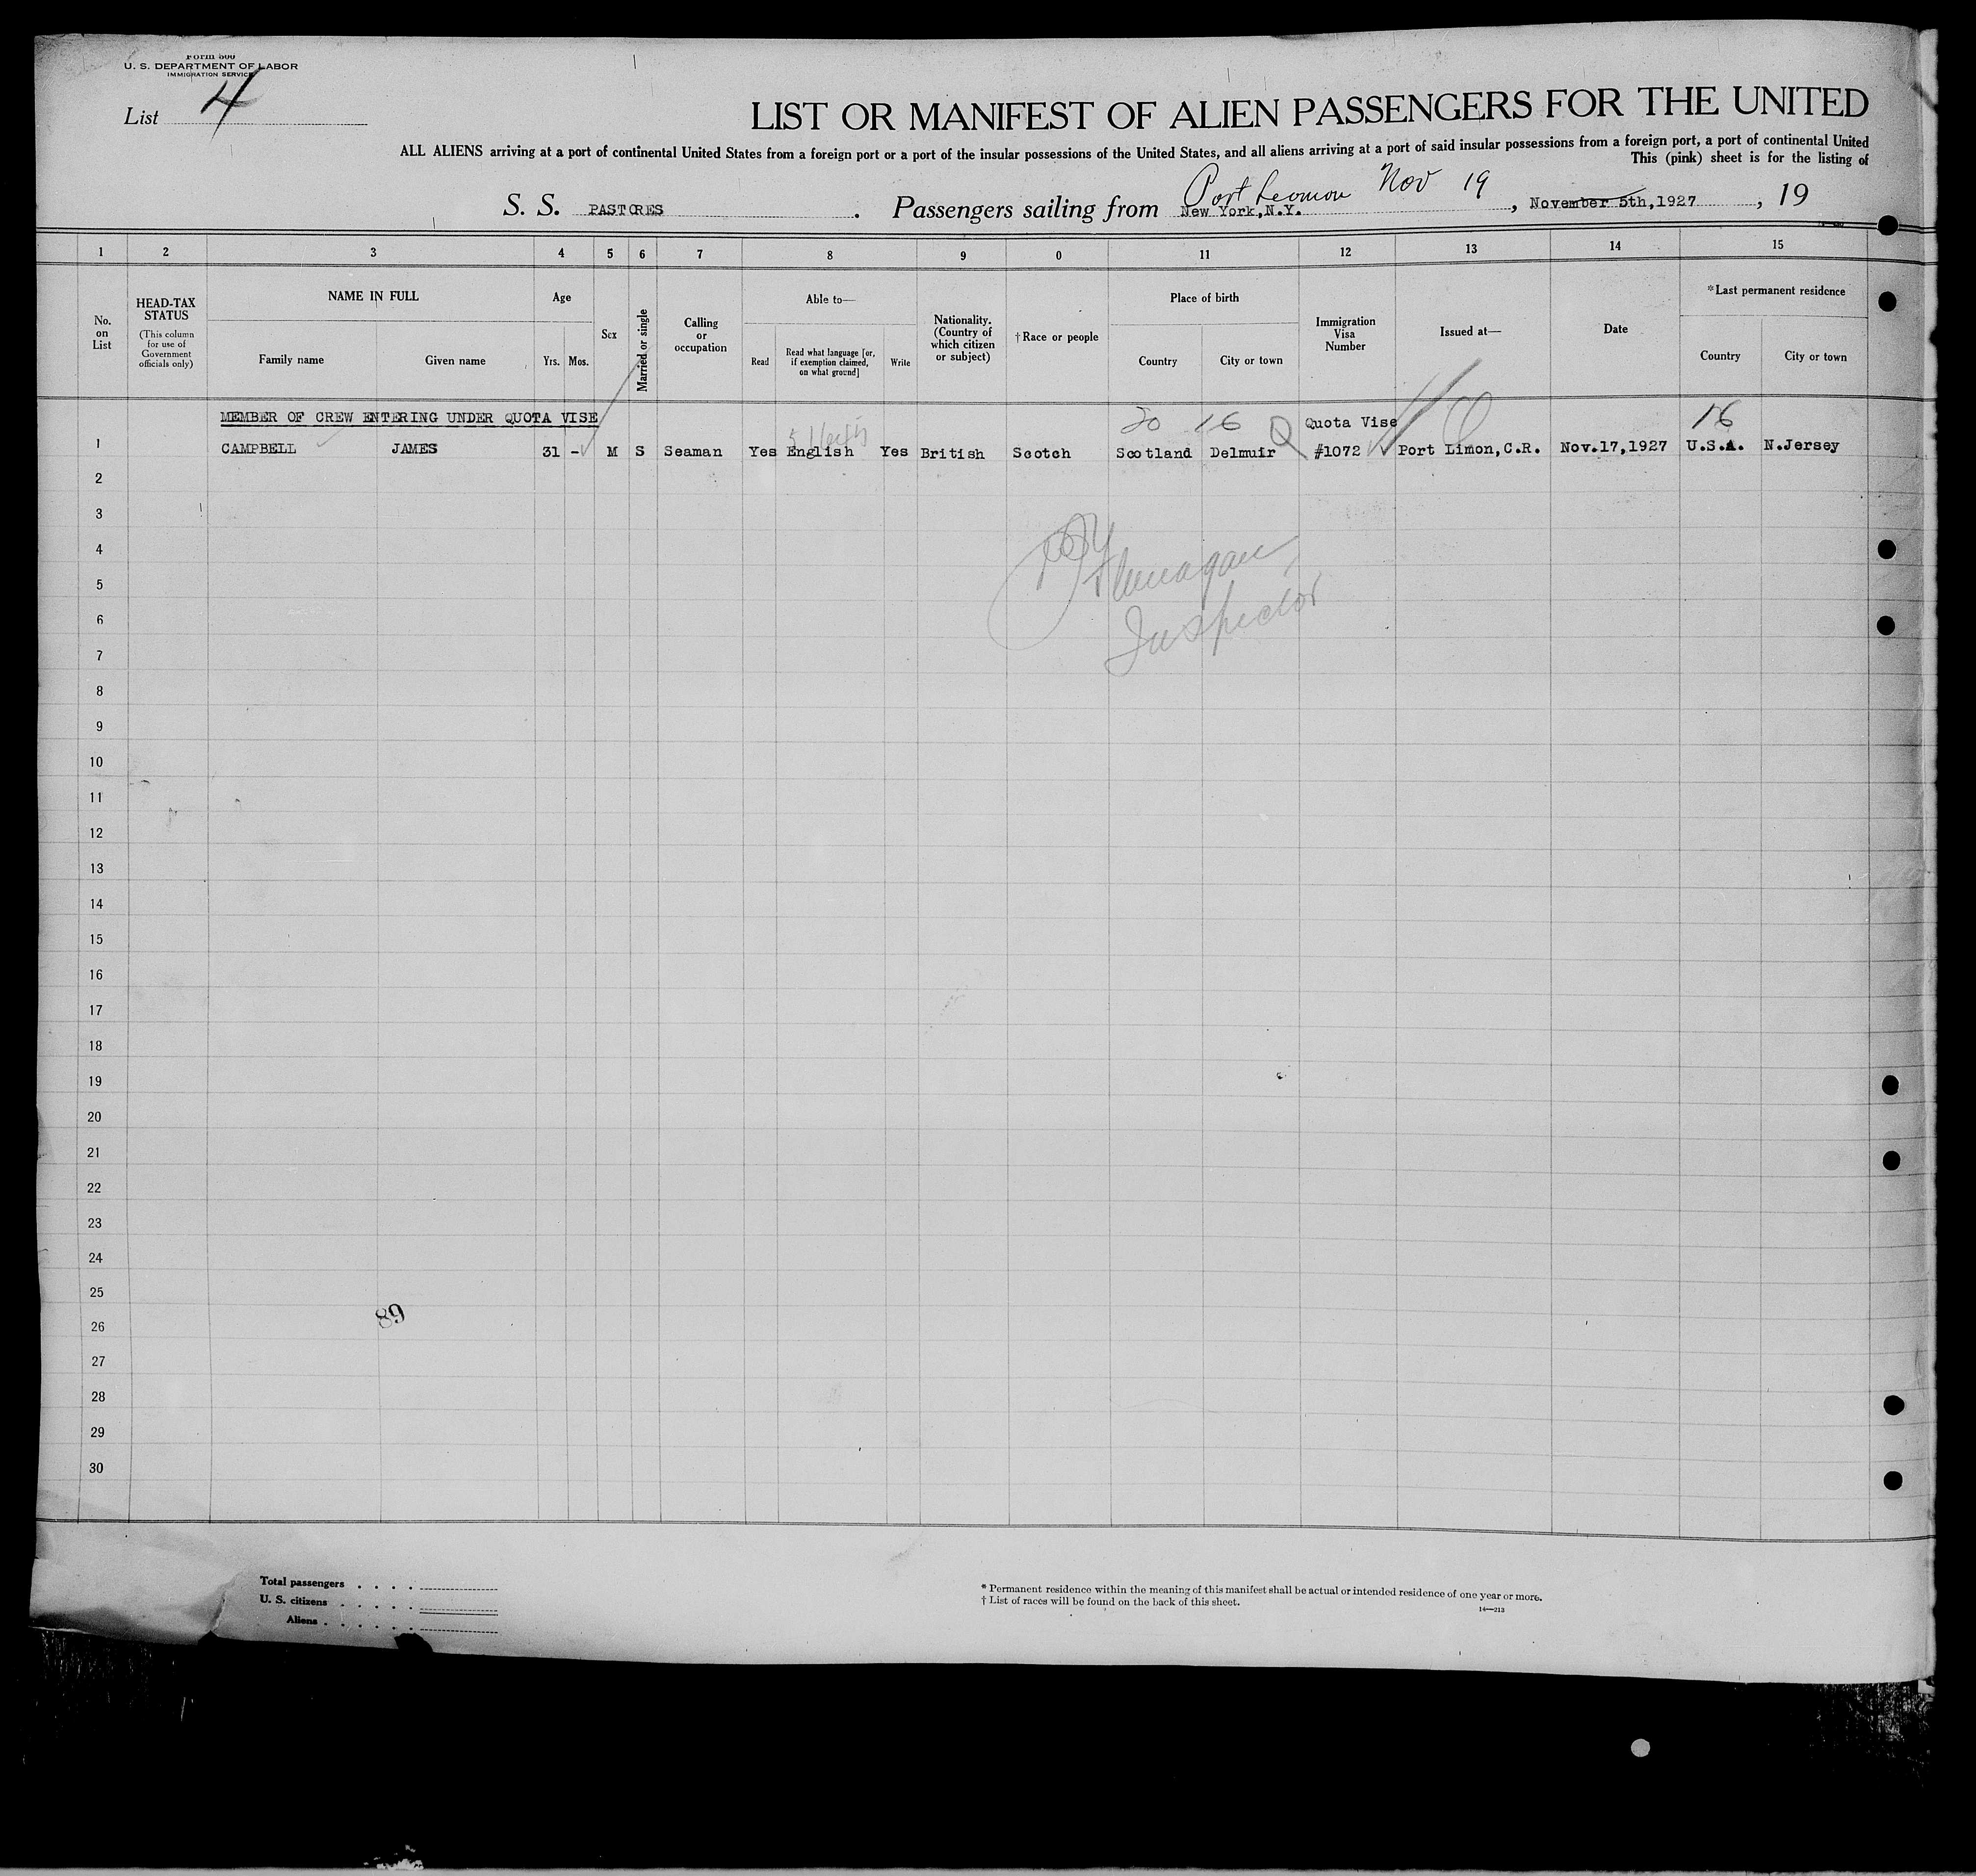 Form 500
U. S. DEPARTMENT OF LABOR
IMMIGRATION SERVICE
List 4
LIST OR MANIFEST OF ALIEN PASSENGERS FOR THE UNITED
ALL ALIENS arriving at a port of continental United States from a foreign port or a port of the insular possessions of the United States, and all aliens arriving at a port of said insular possessions from a foreign port, a port of continental United
This (pink) sheet is for the listing of
Port Leomon Nov 19
S. S. PASTORES . Passengers sailing from New York,N.Y. , November 5th,1927 , 19
1 2 3 4 5 6 7 8 9 0 11 12 13 14 15
No. on List
HEAD-TAX STATUS
(This column for use of Government officials only)
NAME IN FULL
Family name Given name
Age
Yrs. Mos.
Sex
Married or single
Calling or occupation
Able to—
Read
Read what language [or, if exemption claimed, on what ground]
Write
Nationality. (Country of which citizen or subject)
†Race or people
Place of birth
Country City or town
Immigration Visa Number
Issued at—
Date
*Last permanent residence
Country City or town
MEMBER OF CREW ENTERING UNDER QUOTA VISE 20 16 Q Quota Vise 16
1 CAMPBELL JAMES 31 - M S Seaman Yes English Yes British Scotch Scotland Delmuir #1072 Port Limon,C.R. Nov.17,1927 U.S.A. N.Jersey
2
3
4
Flanagan
5
6
Inspector
7
8
9
10
11
12
13
14
15
16
17
18
19
20
21
22
23
24
25
89
26
27
28
29
30
Total passengers . . . .
U. S. citizens . . . . .
Aliens . . . . . .
* Permanent residence within the meaning of this manifest shall be actual or intended residence of one year or more.
† List of races will be found on the back of this sheet.
14—213